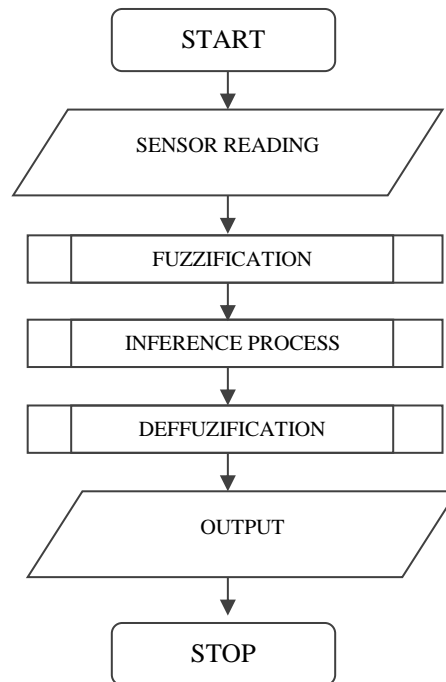 START
SENSOR READING
FUZZIFICATION
INFERENCE PROCESS
DEFFUZIFICATION
OUTPUT
STOP